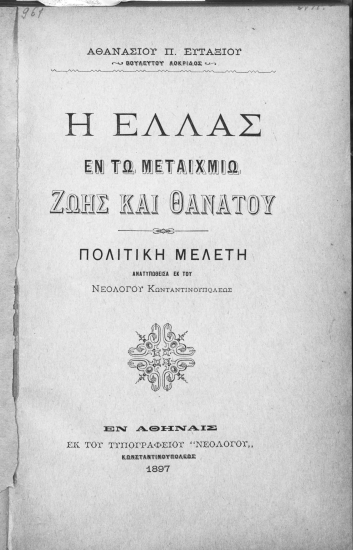 961
ΑΘΑΝΑΣΙΟΥ Π. ΕΥΤΑΞΙΟΥ
ΒΟΥΛΕΥΤΟΥ ΛΟΚΡΙΔΟΣ
Η ΕΛΛΑΣ
ΕΝ ΤΩ ΜΕΤΑΙΧΜΙΩ
ΖΩΗΣ ΚΑΙ ΘΑΝΑΤΟΥ
ΠΟΛΙΤΙΚΗ ΜΕΛΕΤΗ
ΑΝΑΤΥΠΩΘΕΙΣΑ ΕΚ ΤΟΥ
ΝΕΟΛΟΓΟΥ ΚΩΝΣΤΑΝΤΙΝΟΥΠΟΛΕΩΣ
ΕΝ ΑΘΗΝΑΙΣ
ΕΚ ΤΟΥ ΤΥΠΟΓΡΑΦΕΙΟΥ "ΝΕΟΛΟΓΟΥ,,
ΚΩΝΣΤΑΝΤΙΝΟΥΠΟΛΕΩΣ
1897